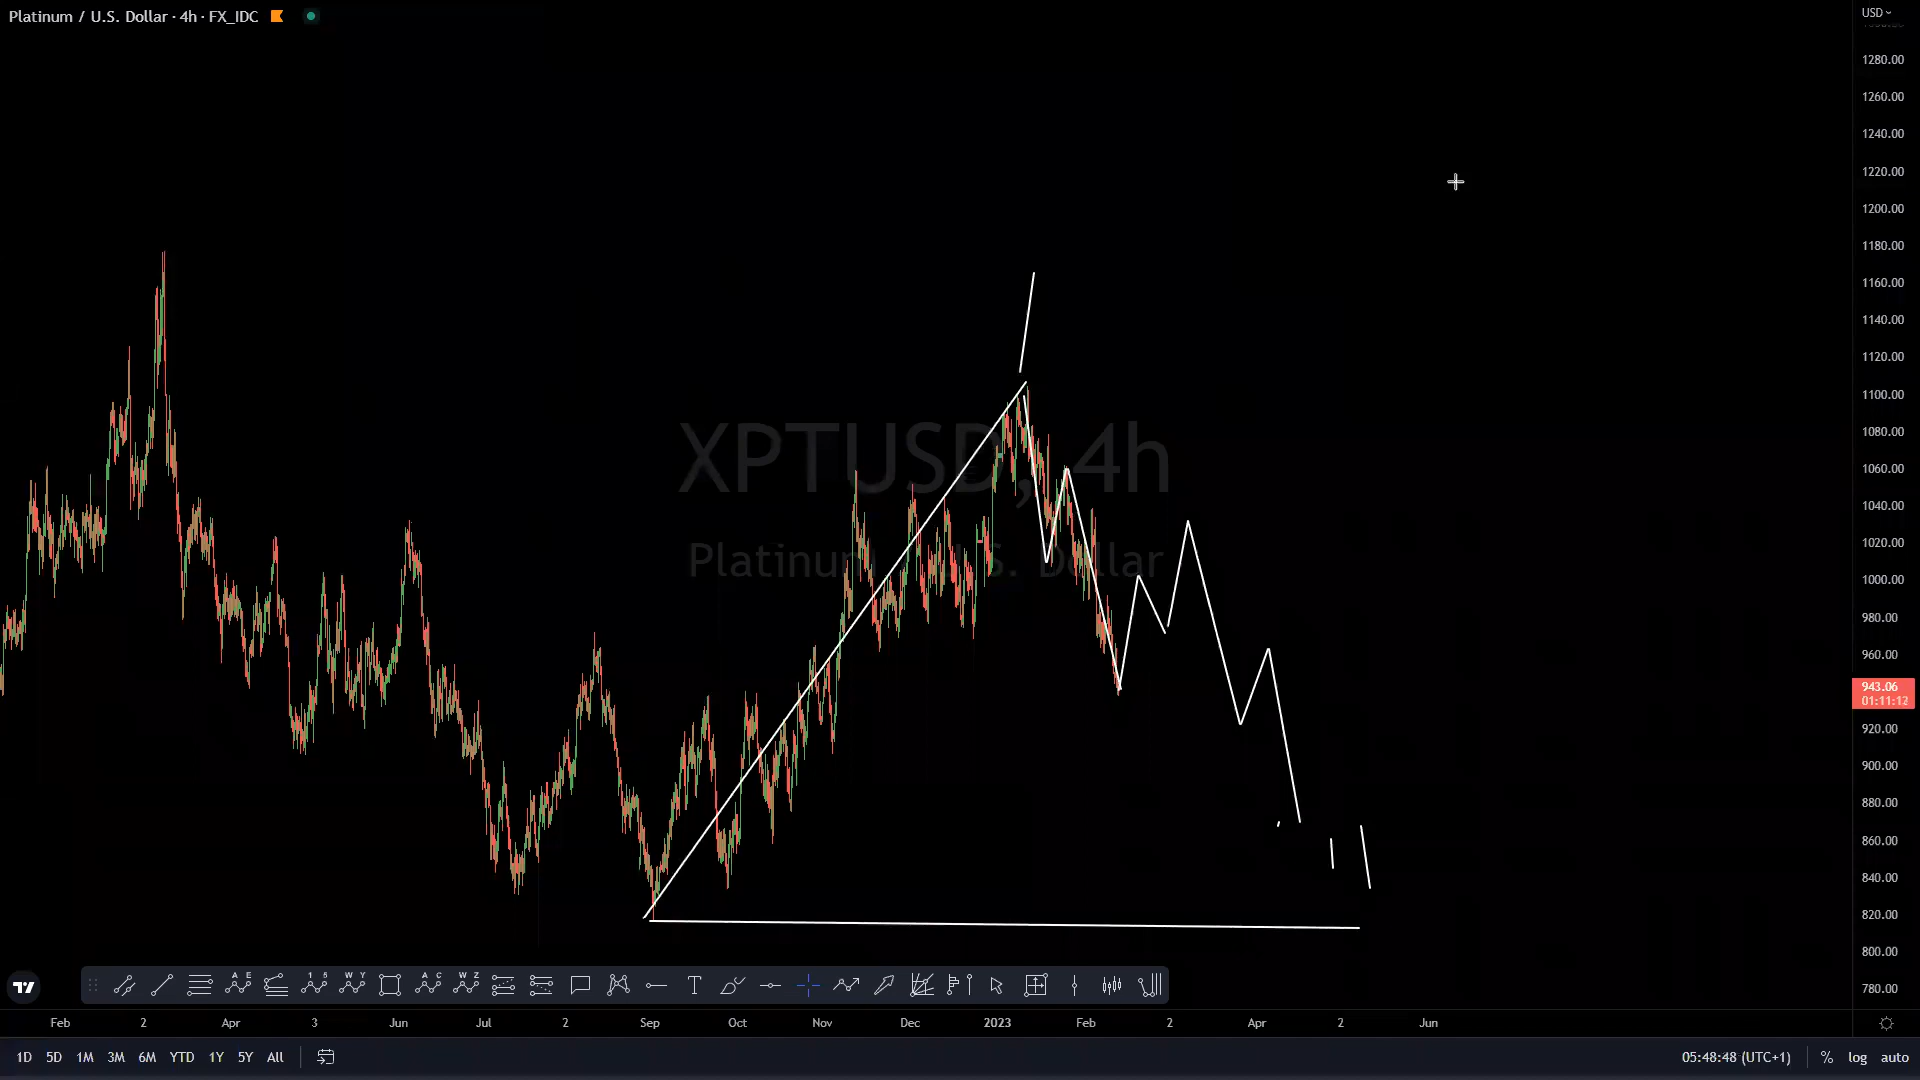 Platinum / U.S. Dollar · 4h · FX_IDC
USD
1280.00
1260.00
1240.00
1220.00
1200.00
1180.00
1160.00
1140.00
1120.00
1100.00
1080.00
1060.00
1040.00
1020.00
1000.00
980.00
960.00
943.06
01:11:12
920.00
900.00
880.00
860.00
840.00
820.00
800.00
780.00
XPTUSD, 4h
Platinum / U.S. Dollar
A E
1 5
W Y
A C
W Z
T
Feb 2 Apr 3 Jun Jul 2 Sep Oct Nov Dec 2023 Feb 2 Apr 2 Jun
1D 5D 1M 3M 6M YTD 1Y 5Y All
05:48:48 (UTC+1) % log auto